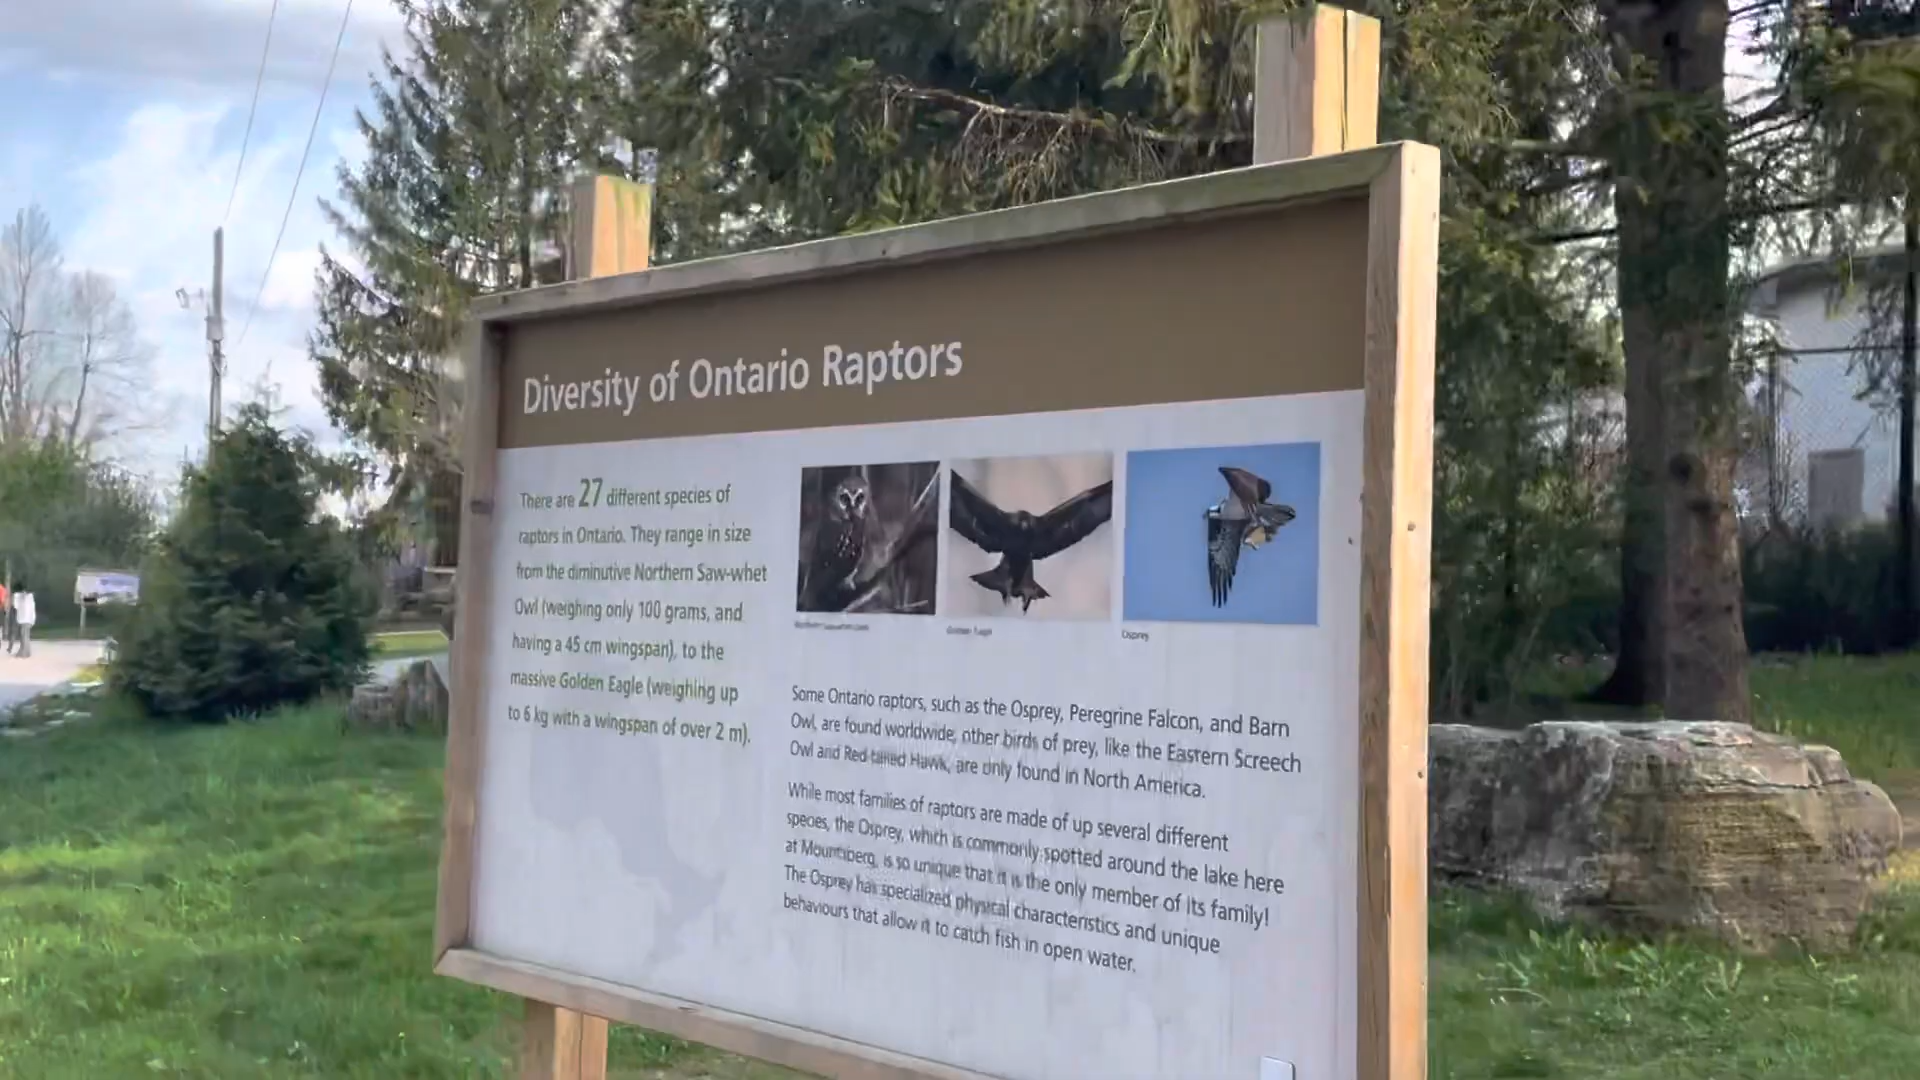 Diversity of Ontario Raptors
There are 27 different species of
raptors in Ontario. They range in size
from the diminutive Northern Saw-whet
Owl (weighing only 100 grams, and
having a 45 cm wingspan), to the
massive Golden Eagle (weighing up
to 6 kg with a wingspan of over 2 m).
Golden Eagle
Osprey
Some Ontario raptors, such as the Osprey, Peregrine Falcon, and Barn
Owl, are found worldwide, other birds of prey, like the Eastern Screech
Owl and Red-tailed Hawk, are only found in North America.
While most families of raptors are made of up several different
species, the Osprey, which is commonly spotted around the lake here
at Mountsberg, is so unique that it is the only member of its family!
The Osprey has specialized physical characteristics and unique
behaviours that allow it to catch fish in open water.